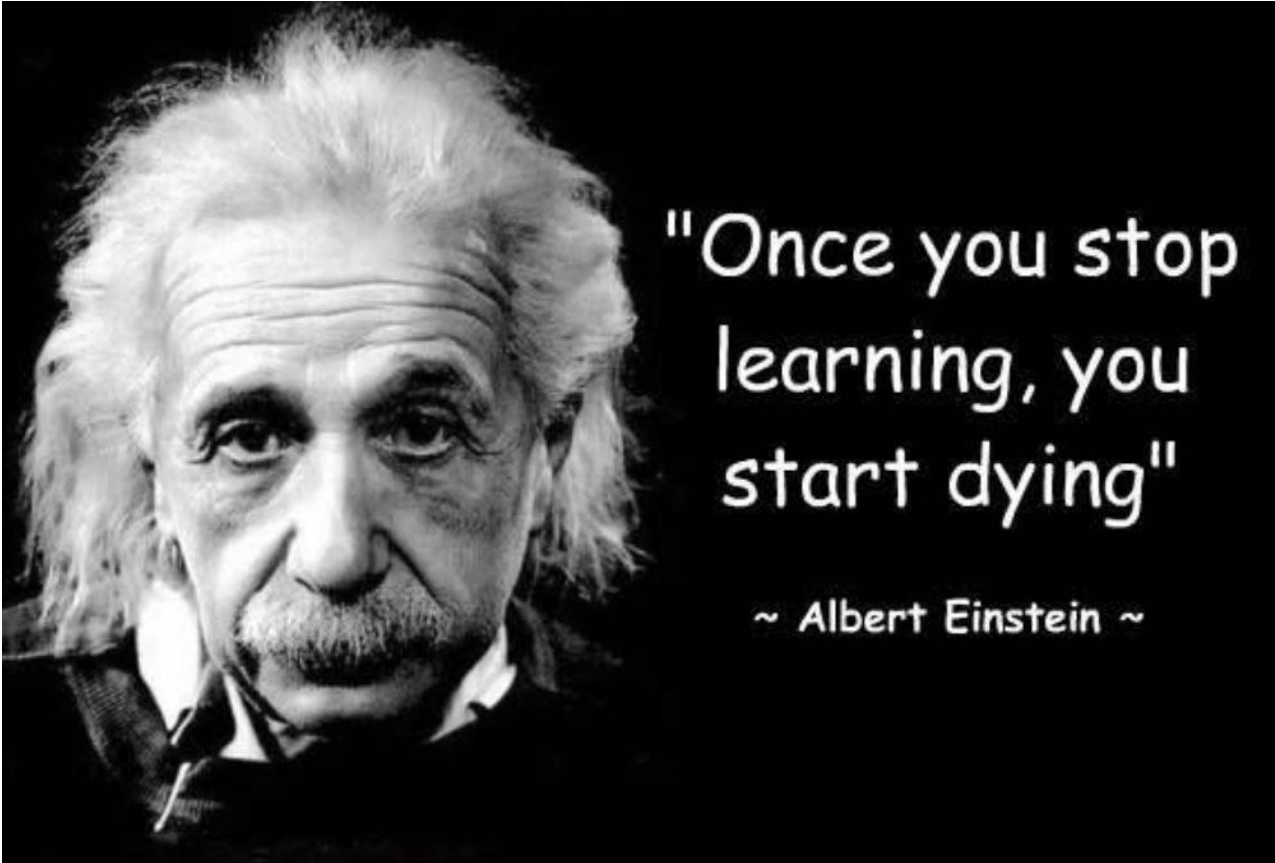 "Once you stop
learning, you
start dying"
~ Albert Einstein ~